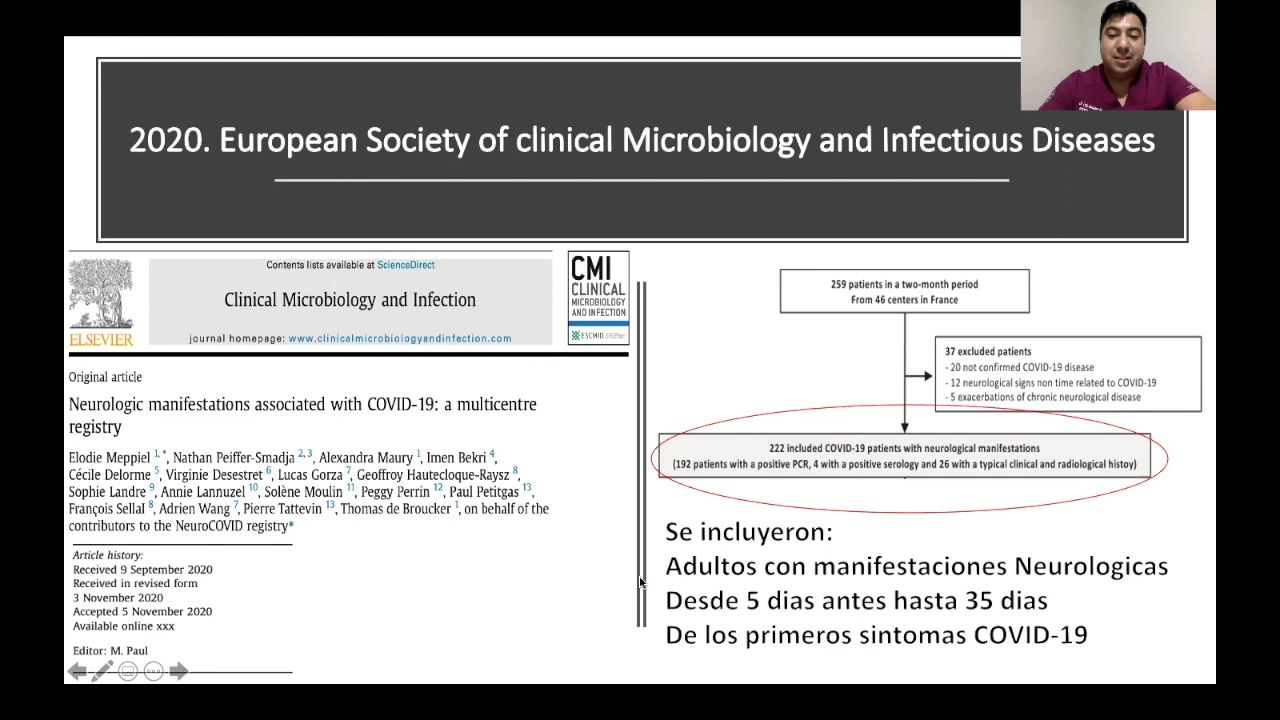 2020. European Society of clinical Microbiology and Infectious Diseases
Contents lists available at ScienceDirect
Clinical Microbiology and Infection
journal homepage: www.clinicalmicrobiologyandinfection.com
ELSEVIER
CMI
CLINICAL
MICROBIOLOGY
AND INFECTION
ESCMID
Original article
Neurologic manifestations associated with COVID-19: a multicentre
registry
Elodie Meppiel 1,*, Nathan Peiffer-Smadja 2,3, Alexandra Maury 1, Imen Bekri 4,
Cécile Delorme 5, Virginie Desestret 6, Lucas Gorza 7, Geoffroy Hautecloque-Raysz 8,
Sophie Landre 9, Annie Lannuzel 10, Solène Moulin 11, Peggy Perrin 12, Paul Petitgas 13,
François Sellal 8, Adrien Wang 7, Pierre Tattevin 13, Thomas de Broucker 1, on behalf of the
contributors to the NeuroCOVID registry*
Article history:
Received 9 September 2020
Received in revised form
3 November 2020
Accepted 5 November 2020
Available online xxx
Editor: M. Paul
259 patients in a two-month period
From 46 centers in France
37 excluded patients
- 20 not confirmed COVID-19 disease
- 12 neurological signs non time related to COVID-19
- 5 exacerbations of chronic neurological disease
222 included COVID-19 patients with neurological manifestations
(192 patients with a positive PCR, 4 with a positive serology and 26 with a typical clinical and radiological histoy)
Se incluyeron:
Adultos con manifestaciones Neurologicas
Desde 5 dias antes hasta 35 dias
De los primeros sintomas COVID-19